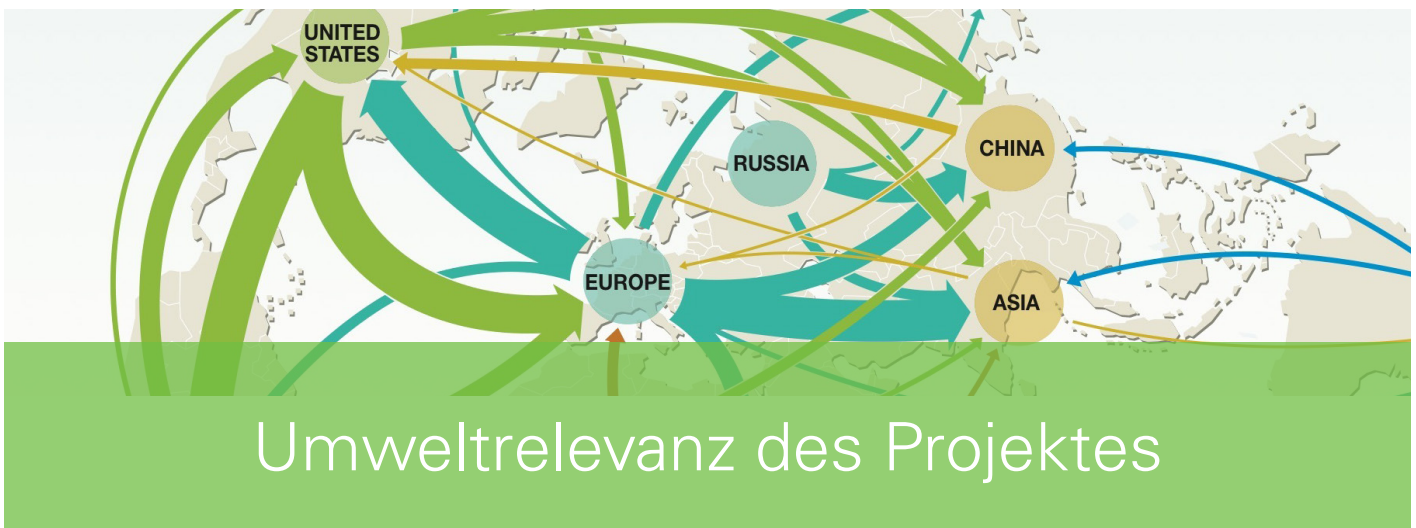 UNITED
STATES
CHINA
RUSSIA
EUROPE
ASIA
Umweltrelevanz des Projektes